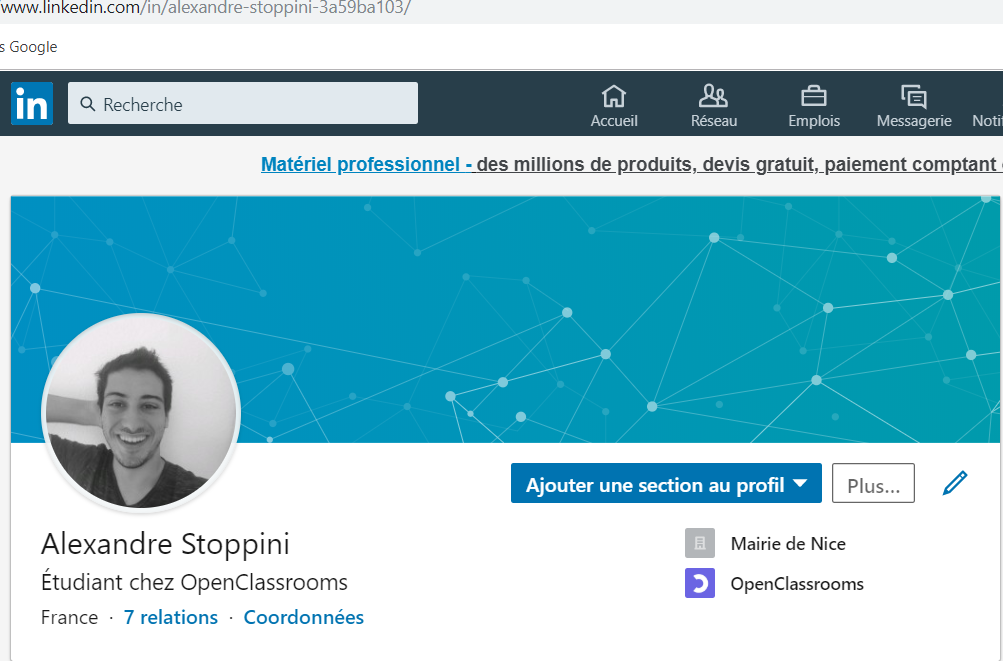 www.linkedin.com/in/alexandre-stoppini-3a59ba103/
s Google
in Recherche Accueil Réseau Emplois Messagerie Notif
Matériel professionnel - des millions de produits, devis gratuit, paiement comptant
Ajouter une section au profil Plus...
Alexandre Stoppini Mairie de Nice
Étudiant chez OpenClassrooms OpenClassrooms
France · 7 relations · Coordonnées